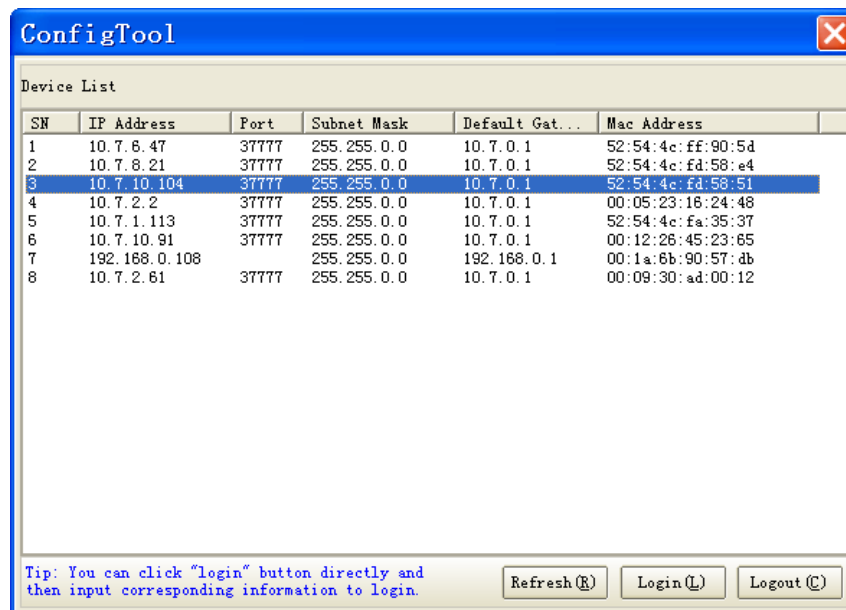 ConfigTool
Device List
SN IP Address Port Subnet Mask Default Gat... Mac Address
1 10.7.6.47 37777 255.255.0.0 10.7.0.1 52:54:4c:ff:90:5d
2 10.7.8.21 37777 255.255.0.0 10.7.0.1 52:54:4c:fd:58:e4
3 10.7.10.104 37777 255.255.0.0 10.7.0.1 52:54:4c:fd:58:51
4 10.7.2.2 37777 255.255.0.0 10.7.0.1 00:05:23:16:24:48
5 10.7.1.113 37777 255.255.0.0 10.7.0.1 52:54:4c:fa:35:37
6 10.7.10.91 37777 255.255.0.0 10.7.0.1 00:12:26:45:23:65
7 192.168.0.108 255.255.0.0 192.168.0.1 00:1a:6b:90:57:db
8 10.7.2.61 37777 255.255.0.0 10.7.0.1 00:09:30:ad:00:12
Tip: You can click "login" button directly and
then input corresponding information to login.
Refresh(R) Login(L) Logout(C)